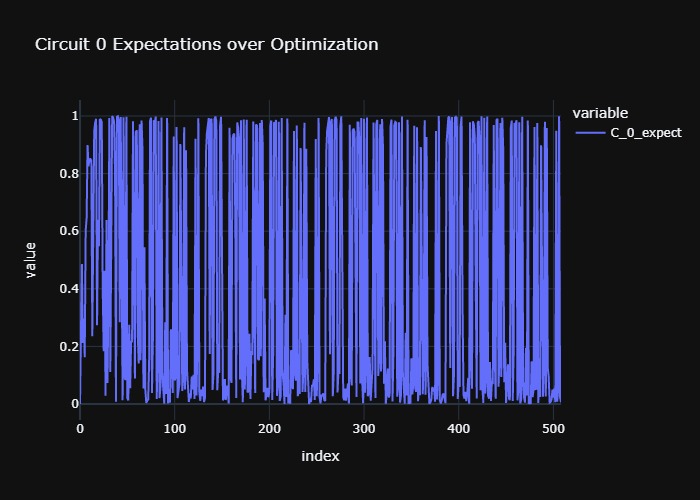 Circuit 0 Expectations over Optimization
variable
C_0_expect
value
1
0.8
0.6
0.4
0.2
0
0
100
200
300
400
500
index